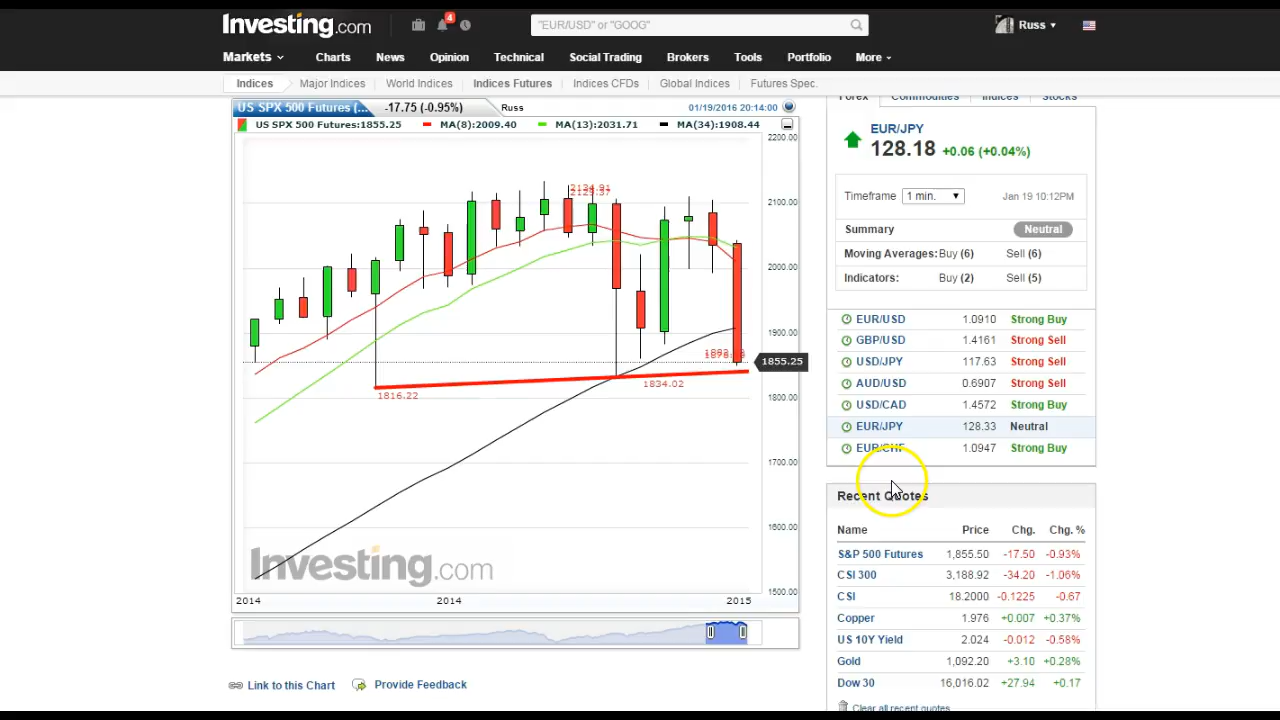 Investing.com
4
"EUR/USD" or "GOOG"
Russ
Markets Charts News Opinion Technical Social Trading Brokers Tools Portfolio More
Indices Major Indices World Indices Indices Futures Indices CFDs Global Indices Futures Spec.
US SPX 500 Futures (... -17.75 (-0.95%) Russ 01/19/2016 20:14:00
US SPX 500 Futures:1855.25 MA(8):2009.40 MA(13):2031.71 MA(34):1908.44
2200.00
2100.00
2000.00
1900.00
1855.25
1800.00
1700.00
1600.00
1500.00
2134.91
1816.22
1834.02
Investing.com
2014 2014 2015
Link to this Chart Provide Feedback
Forex Commodities Indices Stocks
EUR/JPY
128.18 +0.06 (+0.04%)
Timeframe 1 min. Jan 19 10:12PM
Summary Neutral
Moving Averages: Buy (6) Sell (6)
Indicators: Buy (2) Sell (5)
EUR/USD 1.0910 Strong Buy
GBP/USD 1.4161 Strong Sell
USD/JPY 117.63 Strong Sell
AUD/USD 0.6907 Strong Sell
USD/CAD 1.4572 Strong Buy
EUR/JPY 128.33 Neutral
EUR/CHF 1.0947 Strong Buy
Recent Quotes
Name Price Chg. Chg. %
S&P 500 Futures 1,855.50 -17.50 -0.93%
CSI 300 3,188.92 -34.20 -1.06%
CSI 18.2000 -0.1225 -0.67
Copper 1.976 +0.007 +0.37%
US 10Y Yield 2.024 -0.012 -0.58%
Gold 1,092.20 +3.10 +0.28%
Dow 30 16,016.02 +27.94 +0.17
Clear all recent quotes